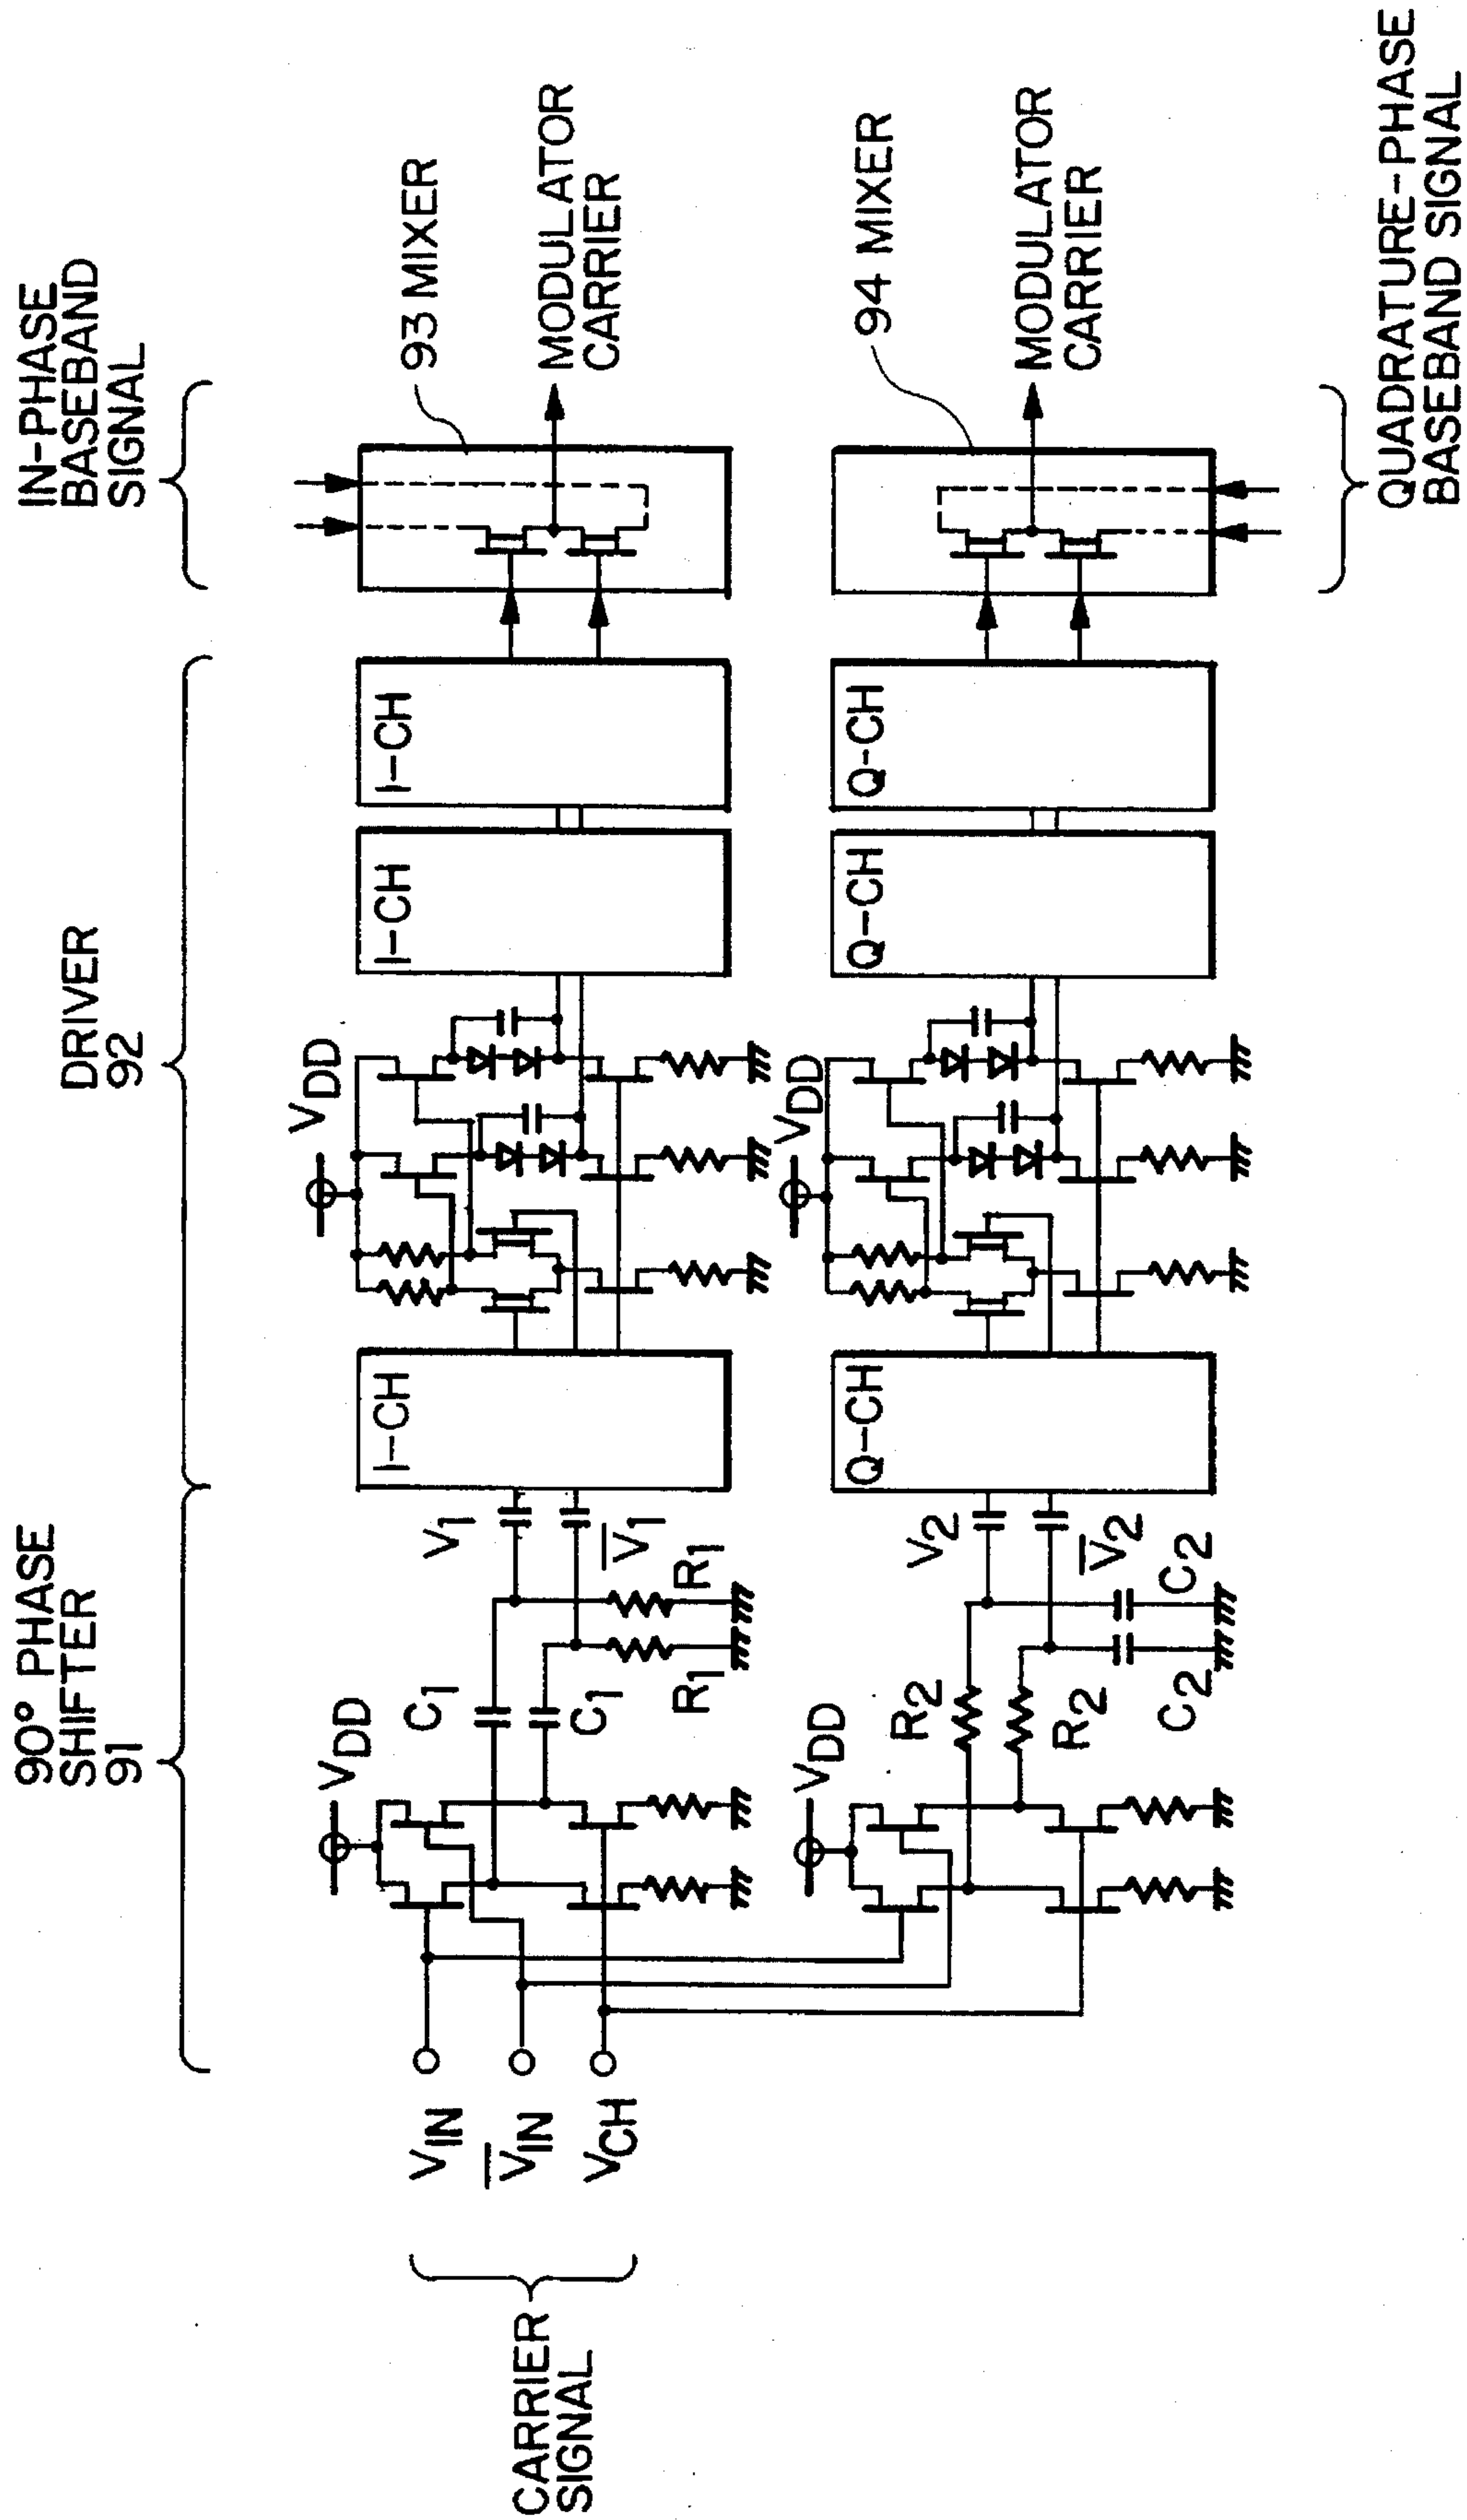 90° PHASE
SHIFTER
91
DRIVER
92
IN-PHASE
BASEBAND
SIGNAL
CARRIER
SIGNAL
VIN
V̅IN
VCH
VDD
C1
C1
R1
R1
V1
V̅1
I-CH
VDD
I-CH
I-CH
93 MIXER
MODULATOR
CARRIER
VDD
R2
R2
C2
C2
V2
V̅2
Q-CH
VDD
Q-CH
Q-CH
94 MIXER
MODULATOR
CARRIER
QUADRATURE-PHASE
BASEBAND SIGNAL